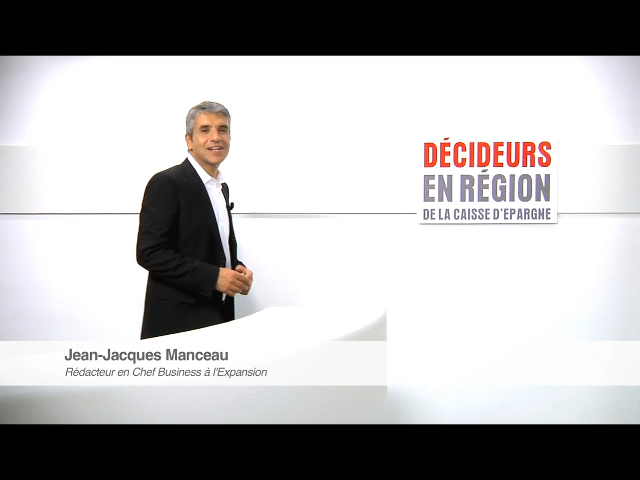 DÉCIDEURS
EN RÉGION
DE LA CAISSE D'EPARGNE
Jean-Jacques Manceau
Rédacteur en Chef Business à l'Expansion